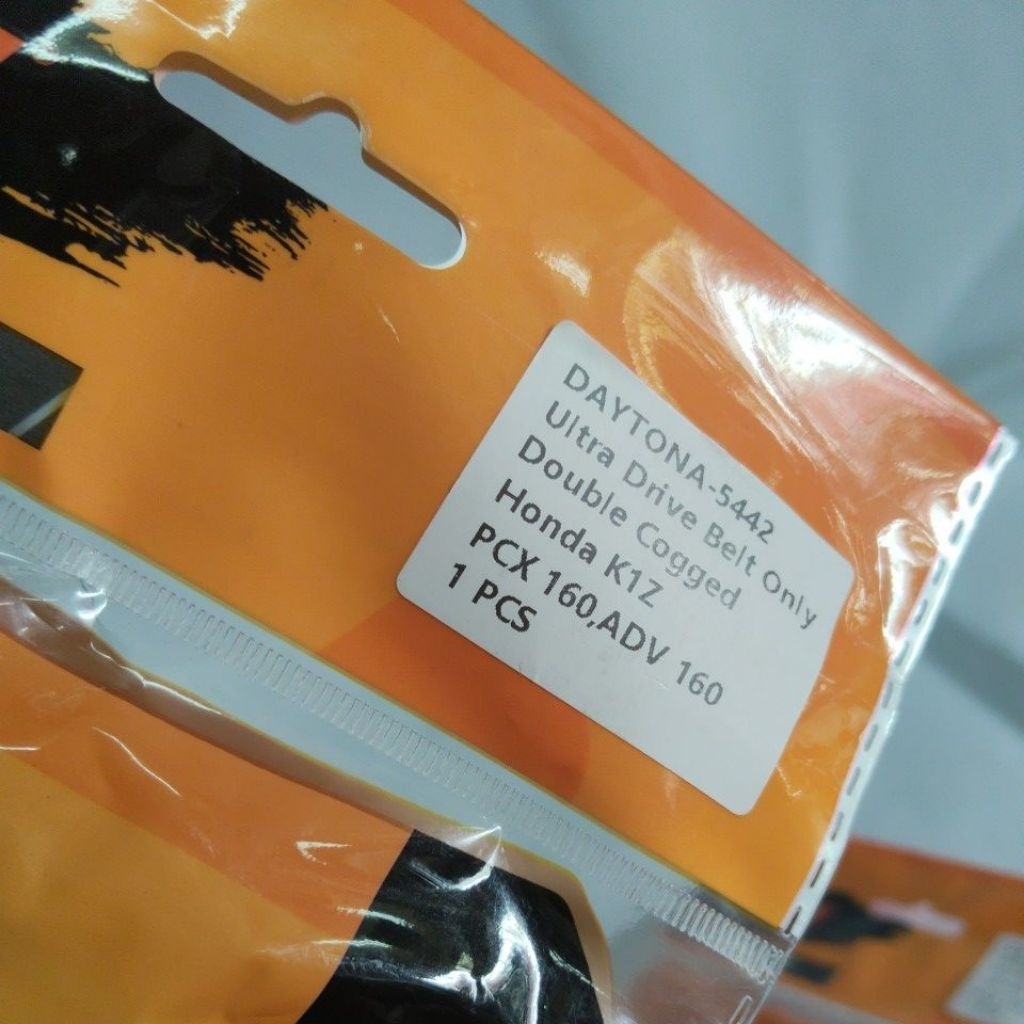 DAYTONA-5442
Ultra Drive Belt Only
Double Cogged
Honda K1Z
PCX 160,ADV 160
1 PCS